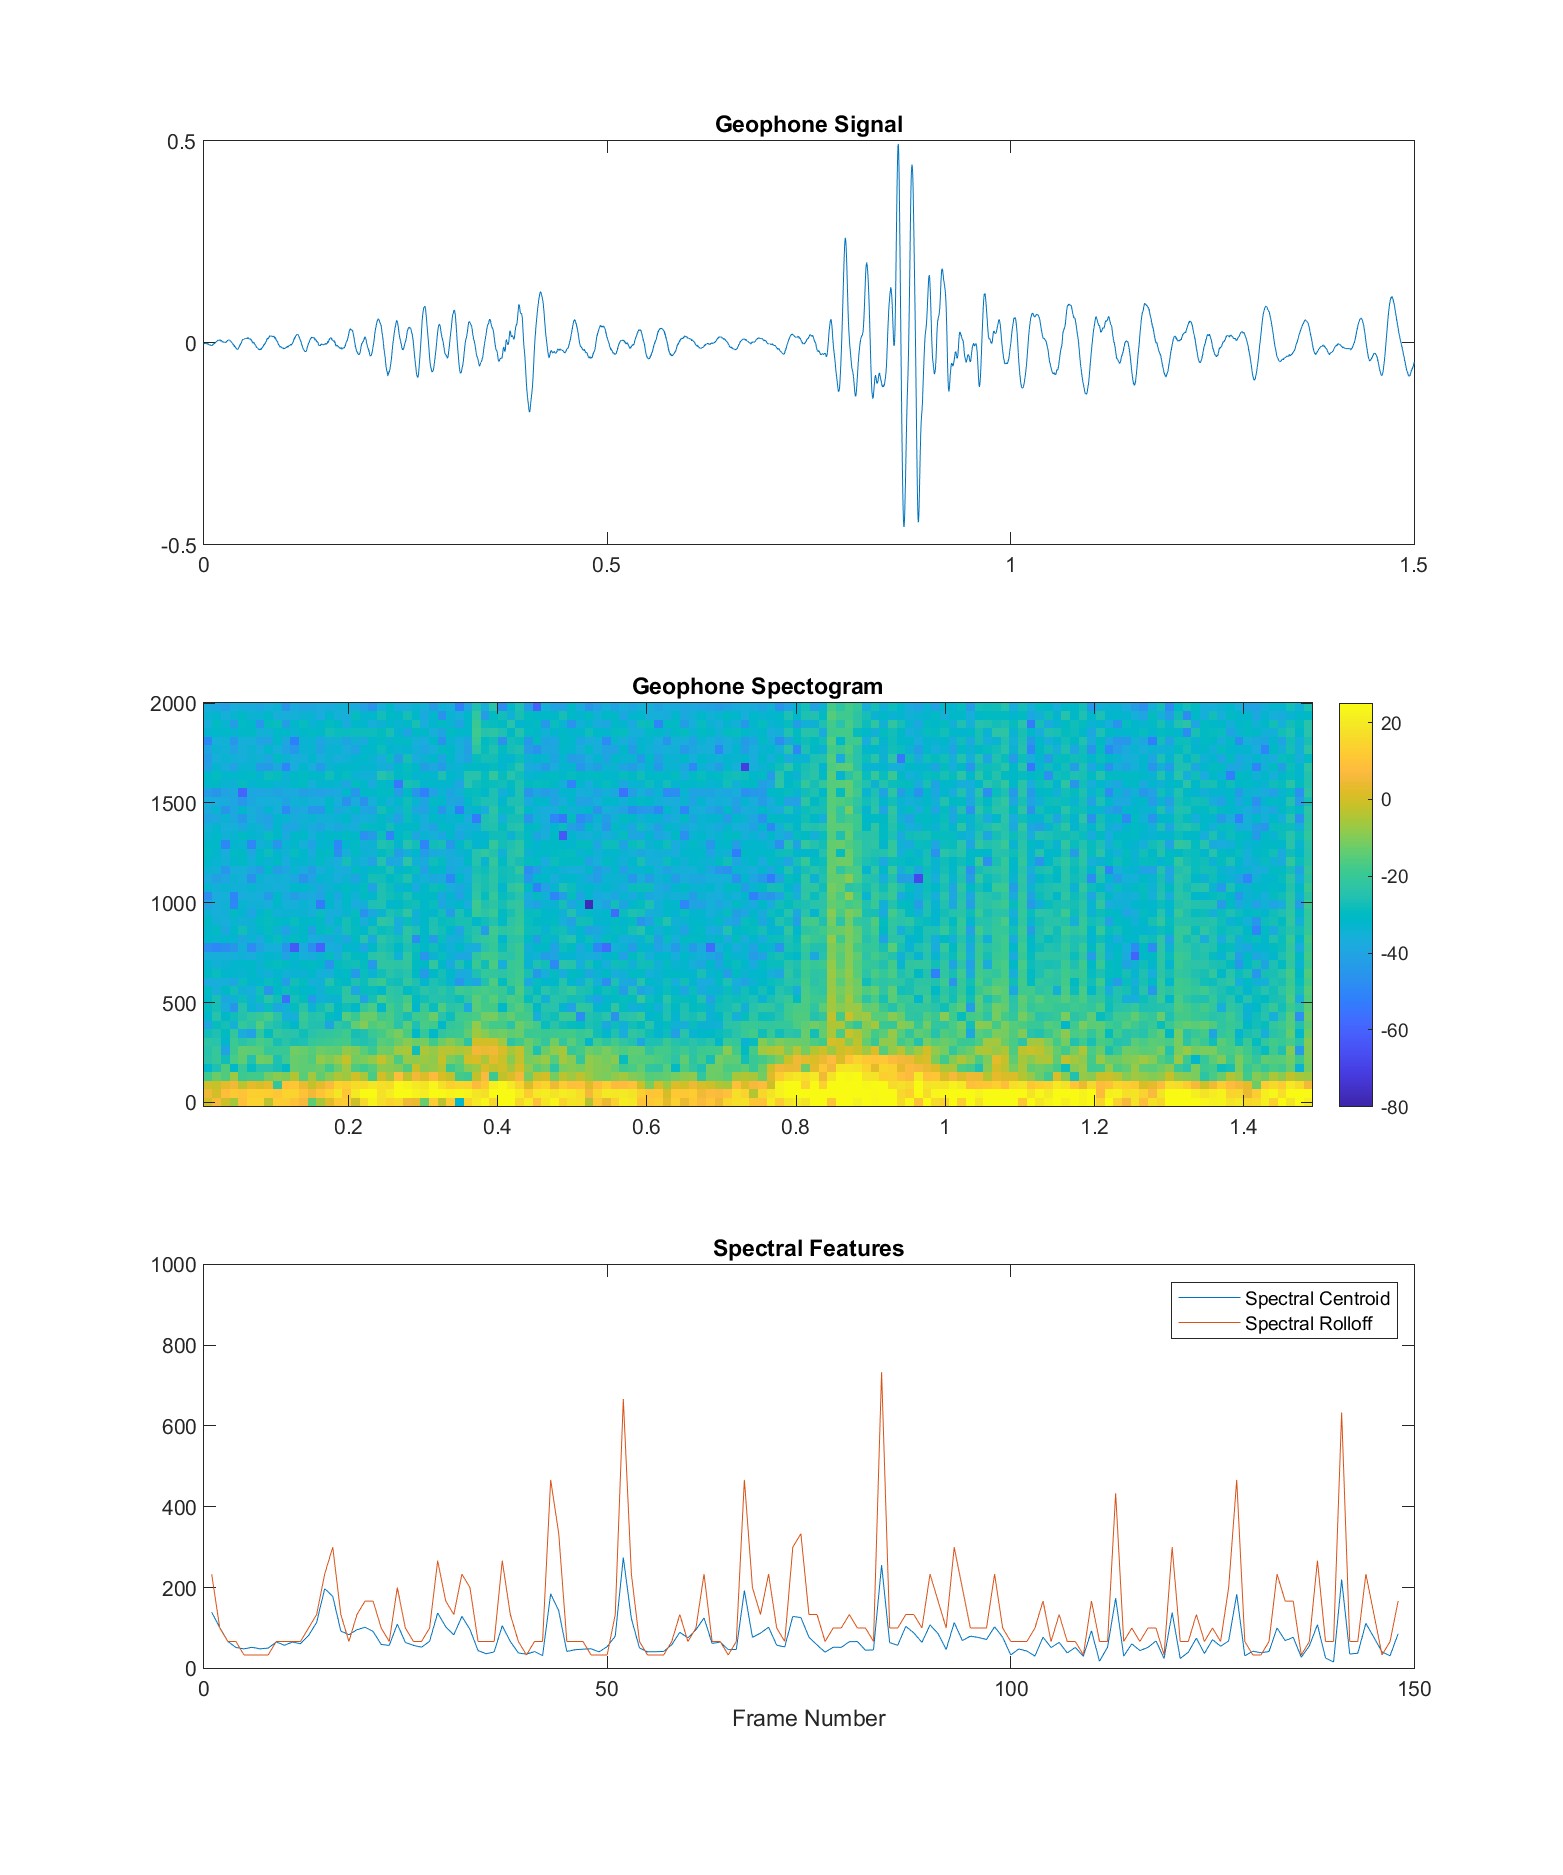 Geophone Signal
0.5
0
-0.5
0 0.5 1 1.5
Geophone Spectogram
2000
1500
1000
500
0
0.2 0.4 0.6 0.8 1 1.2 1.4
20
0
-20
-40
-60
-80
Spectral Features
1000
800
600
400
200
0
Spectral Centroid
Spectral Rolloff
0 50 100 150
Frame Number